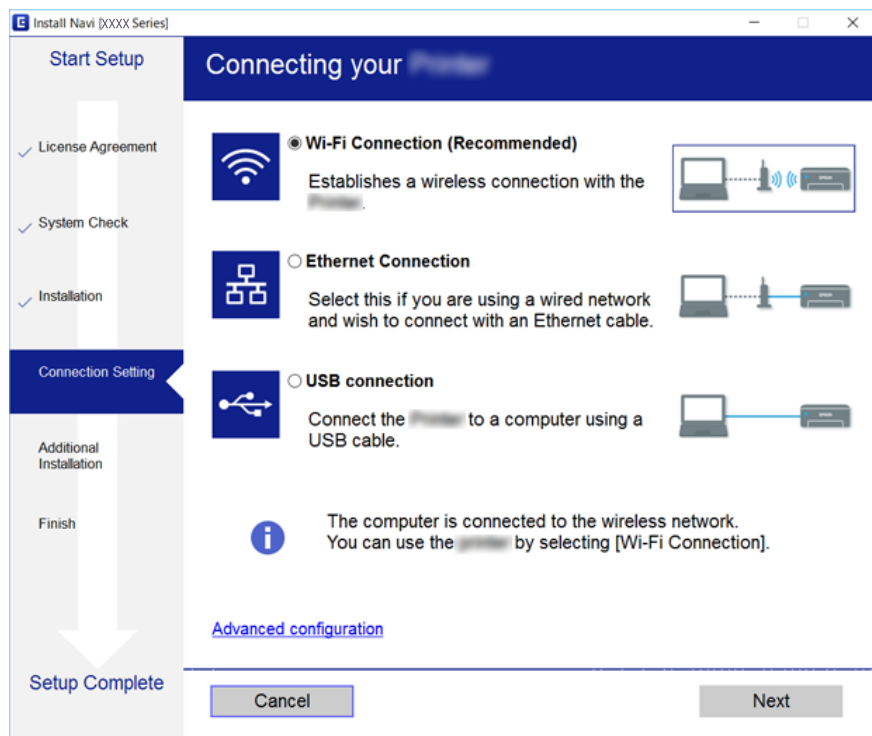 Install Navi [XXXX Series]
Start Setup
License Agreement
System Check
Installation
Connection Setting
Additional
Installation
Finish
Setup Complete
Connecting your
Wi-Fi Connection (Recommended)
Establishes a wireless connection with the
.
Ethernet Connection
Select this if you are using a wired network
and wish to connect with an Ethernet cable.
USB connection
Connect the to a computer using a
USB cable.
The computer is connected to the wireless network.
You can use the by selecting [Wi-Fi Connection].
Advanced configuration
Cancel
Next